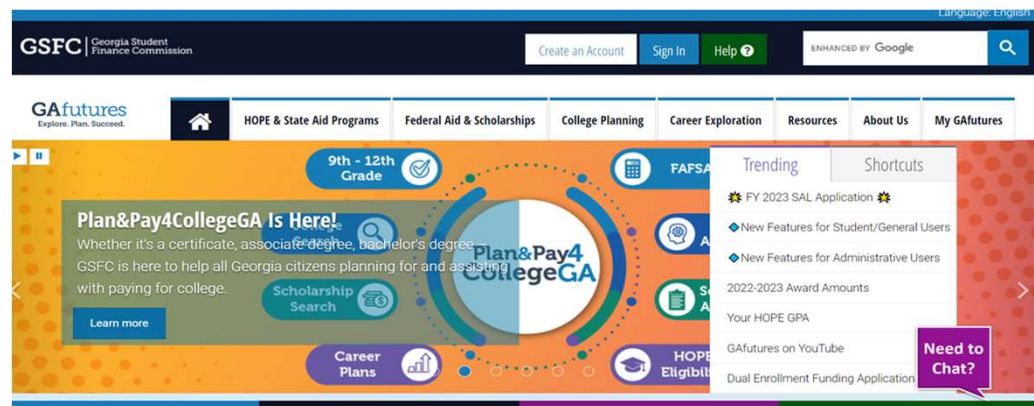 Language: English
GSFC Georgia Student
Finance Commission
Create an Account Sign In Help ? ENHANCED BY Google
GAfutures
Explore. Plan. Succeed.
HOPE & State Aid Programs Federal Aid & Scholarships College Planning Career Exploration Resources About Us My GAfutures
9th - 12th
Grade
FAFSA
Trending Shortcuts
FY 2023 SAL Application
Plan&Pay4CollegeGA Is Here!
Search
Whether it's a certificate, associate degree, bachelor's degree
GSFC is here to help all Georgia citizens planning for and assisting
with paying for college.
Learn more
Plan&Pay4
CollegeGA
Scholarship
Search
New Features for Student/General Users
New Features for Administrative Users
2022-2023 Award Amounts
Your HOPE GPA
GAfutures on YouTube
Dual Enrollment Funding Application
Career
Plans
HOPE
Need to
Chat?